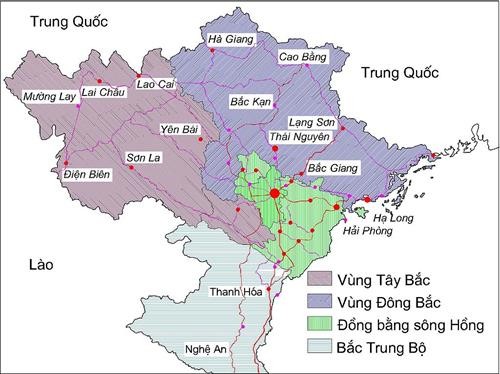 Trung Quốc
Hà Giang
Cao Bằng
Trung Quốc
Lao Cai
Lai Châu
Mường Lay
Bắc Kạn
Lạng Sơn
Yên Bái
Thái Nguyên
Sơn La
Bắc Giang
Điện Biên
Hạ Long
Hải Phòng
Lào
Vùng Tây Bắc
Thanh Hóa
Vùng Đông Bắc
Đồng bằng sông Hồng
Nghệ An
Bắc Trung Bộ